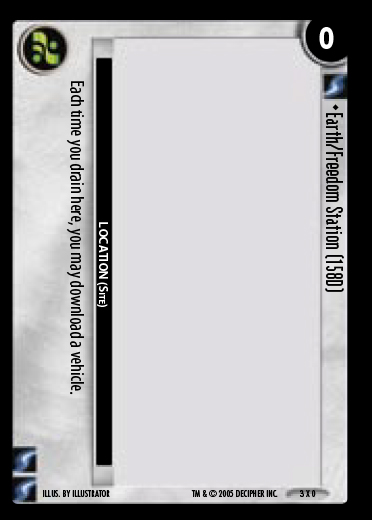 0
•Earth/Freedom Station (158D)
LOCATION (SITE)
Each time you drain here, you may download a vehicle.
ILLUS. BY ILLUSTRATOR TM & © 2005 DECIPHER INC. 3 X 0